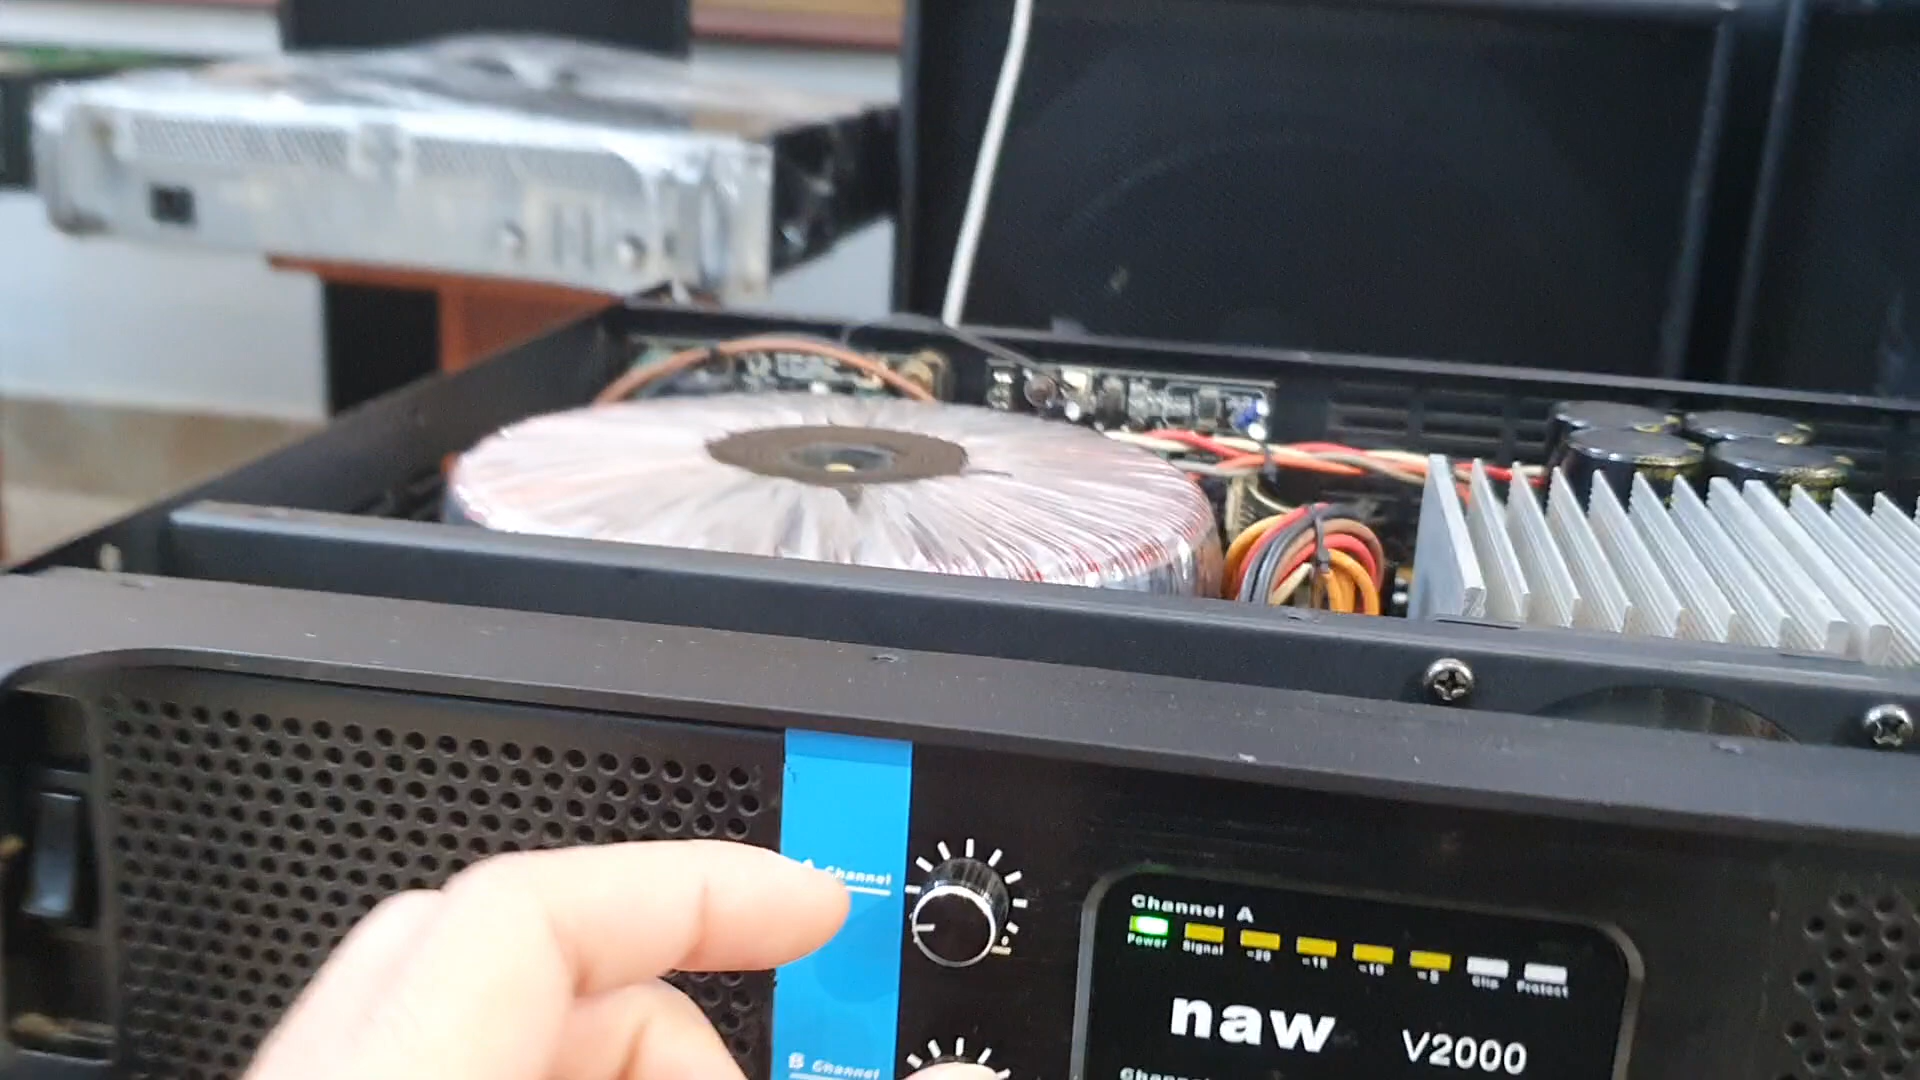 A Channel
Channel A
Power Signal -20 -15 -10 -5 Clip Protect
naw V2000
B Channel